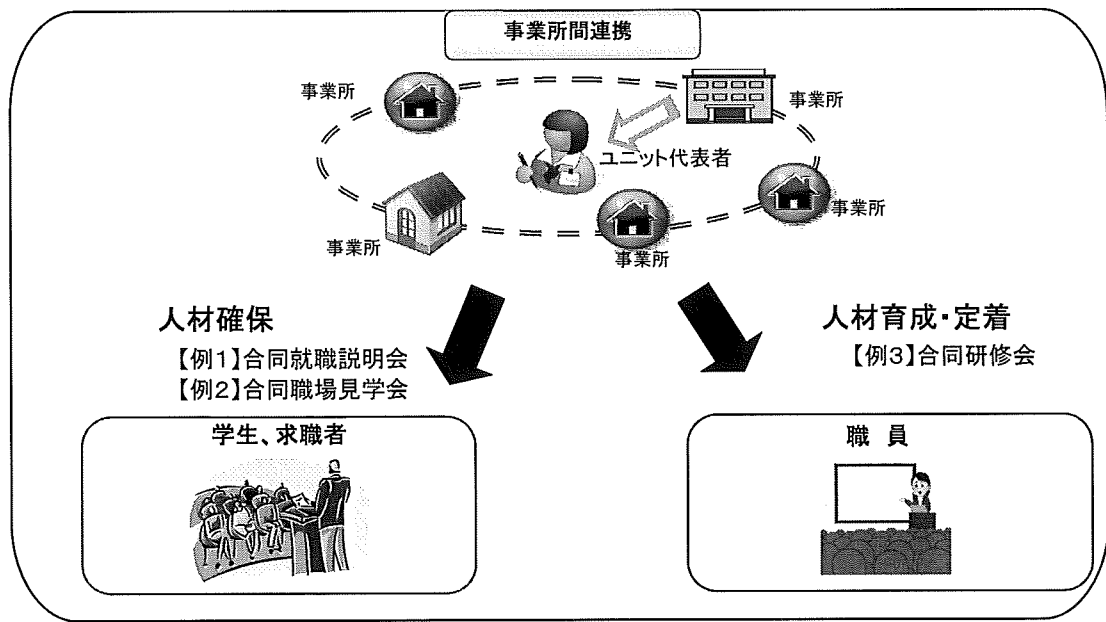 事業所間連携
事業所
事業所
ユニット代表者
事業所
事業所
事業所
人材確保
【例1】合同就職説明会
【例2】合同職場見学会
人材育成・定着
【例3】合同研修会
学生、求職者
職 員